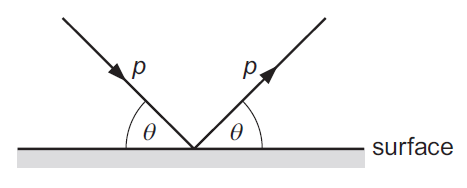 p p
θ θ
surface